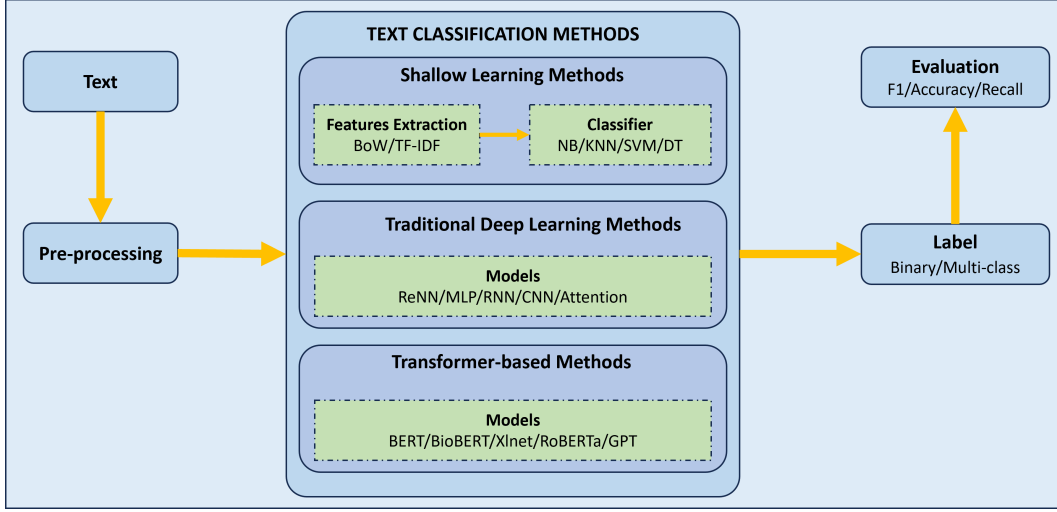 Text
Pre-processing
TEXT CLASSIFICATION METHODS
Shallow Learning Methods
Features Extraction
BoW/TF-IDF
Classifier
NB/KNN/SVM/DT
Traditional Deep Learning Methods
Models
ReNN/MLP/RNN/CNN/Attention
Transformer-based Methods
Models
BERT/BioBERT/Xlnet/RoBERTa/GPT
Label
Binary/Multi-class
Evaluation
F1/Accuracy/Recall